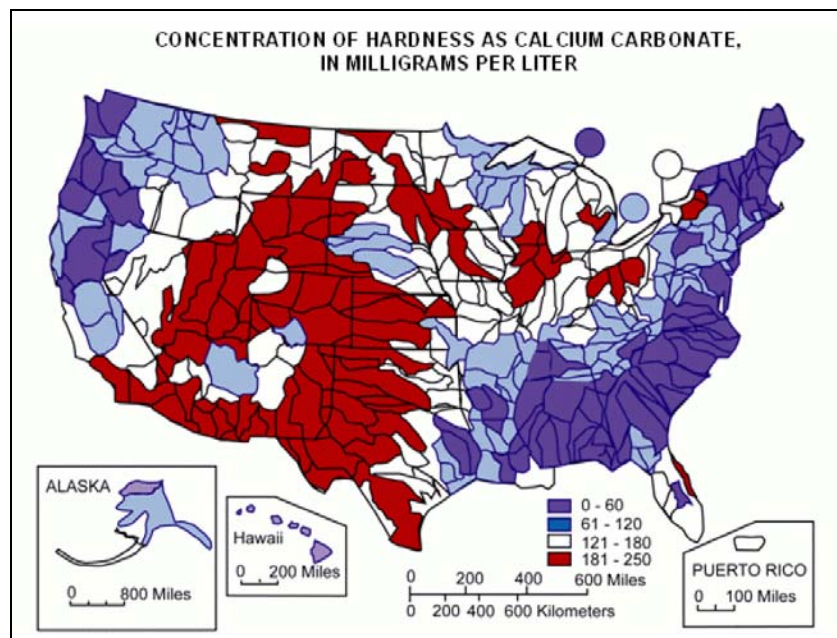 CONCENTRATION OF HARDNESS AS CALCIUM CARBONATE,
IN MILLIGRAMS PER LITER
ALASKA
0 800 Miles
Hawaii
0 200 Miles
0 - 60
61 - 120
121 - 180
181 - 250
0 200 400 600 Miles
0 200 400 600 Kilometers
PUERTO RICO
0 100 Miles